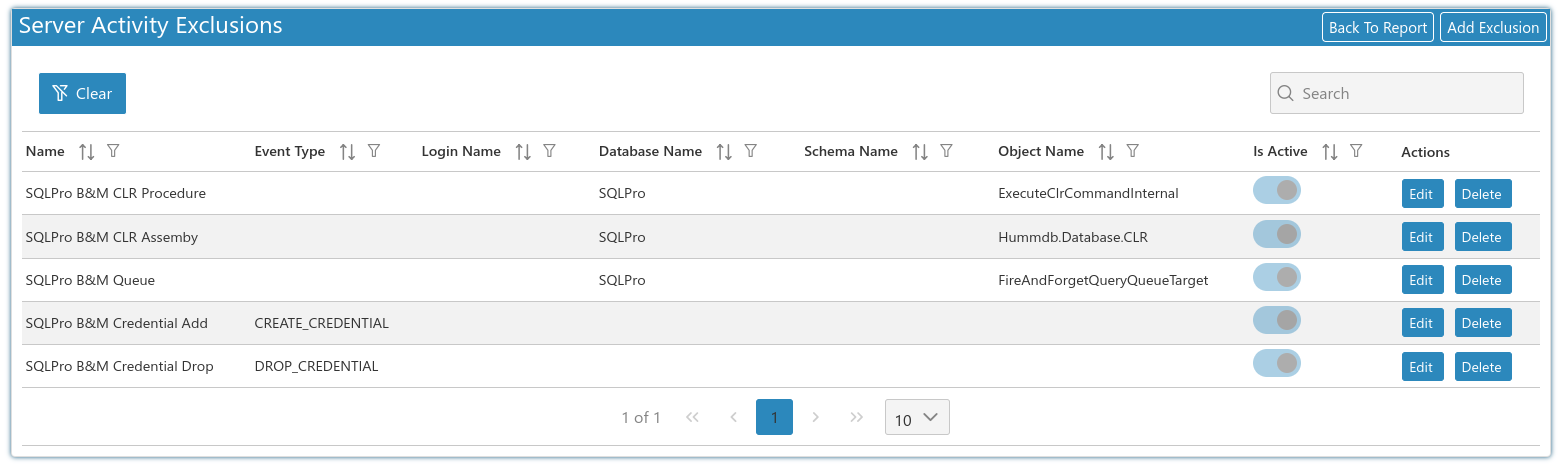 Server Activity Exclusions Back To Report Add Exclusion
Clear Search
Name Event Type Login Name Database Name Schema Name Object Name Is Active Actions
SQLPro B&M CLR Procedure SQLPro ExecuteClrCommandInternal Edit Delete
SQLPro B&M CLR Assemby SQLPro Hummdb.Database.CLR Edit Delete
SQLPro B&M Queue SQLPro FireAndForgetQueryQueueTarget Edit Delete
SQLPro B&M Credential Add CREATE_CREDENTIAL Edit Delete
SQLPro B&M Credential Drop DROP_CREDENTIAL Edit Delete
1 of 1 1 10